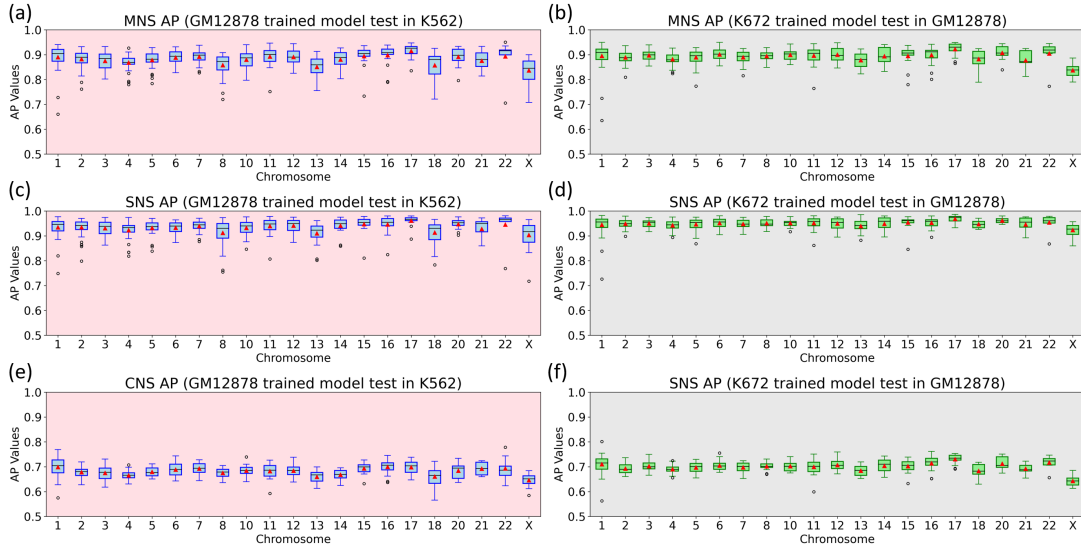 (a) MNS AP (GM12878 trained model test in K562)
1.0
0.9
0.8
0.7
0.6
0.5
AP Values
1 2 3 4 5 6 7 8 10 11 12 13 14 15 16 17 18 20 21 22 X
Chromosome
(b) MNS AP (K672 trained model test in GM12878)
1.0
0.9
0.8
0.7
0.6
0.5
AP Values
1 2 3 4 5 6 7 8 10 11 12 13 14 15 16 17 18 20 21 22 X
Chromosome
(c) SNS AP (GM12878 trained model test in K562)
1.0
0.9
0.8
0.7
0.6
0.5
AP Values
1 2 3 4 5 6 7 8 10 11 12 13 14 15 16 17 18 20 21 22 X
Chromosome
(d) SNS AP (K672 trained model test in GM12878)
1.0
0.9
0.8
0.7
0.6
0.5
AP Values
1 2 3 4 5 6 7 8 10 11 12 13 14 15 16 17 18 20 21 22 X
Chromosome
(e) CNS AP (GM12878 trained model test in K562)
1.0
0.9
0.8
0.7
0.6
0.5
AP Values
1 2 3 4 5 6 7 8 10 11 12 13 14 15 16 17 18 20 21 22 X
Chromosome
(f) SNS AP (K672 trained model test in GM12878)
1.0
0.9
0.8
0.7
0.6
0.5
AP Values
1 2 3 4 5 6 7 8 10 11 12 13 14 15 16 17 18 20 21 22 X
Chromosome